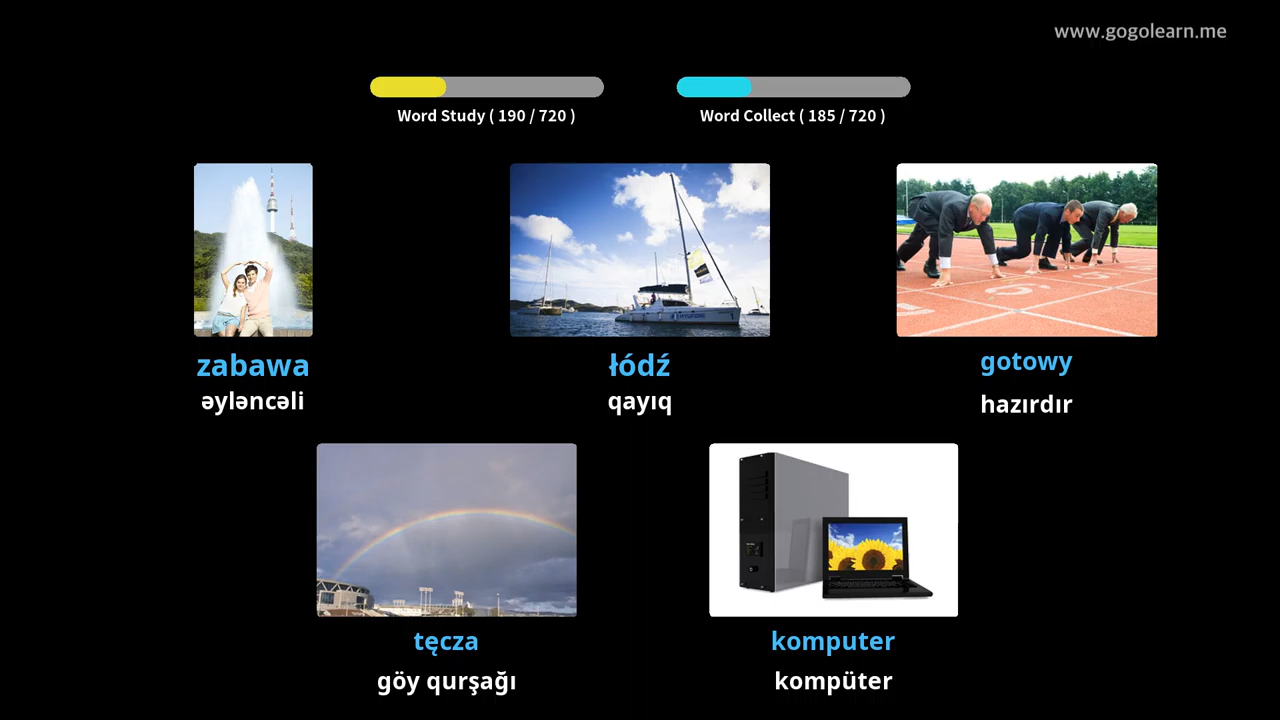 www.gogolearn.me
Word Study ( 190 / 720 )
Word Collect ( 185 / 720 )
zabawa
əyləncəli
łódź
qayıq
gotowy
hazırdır
tęcza
göy qurşağı
komputer
kompüter